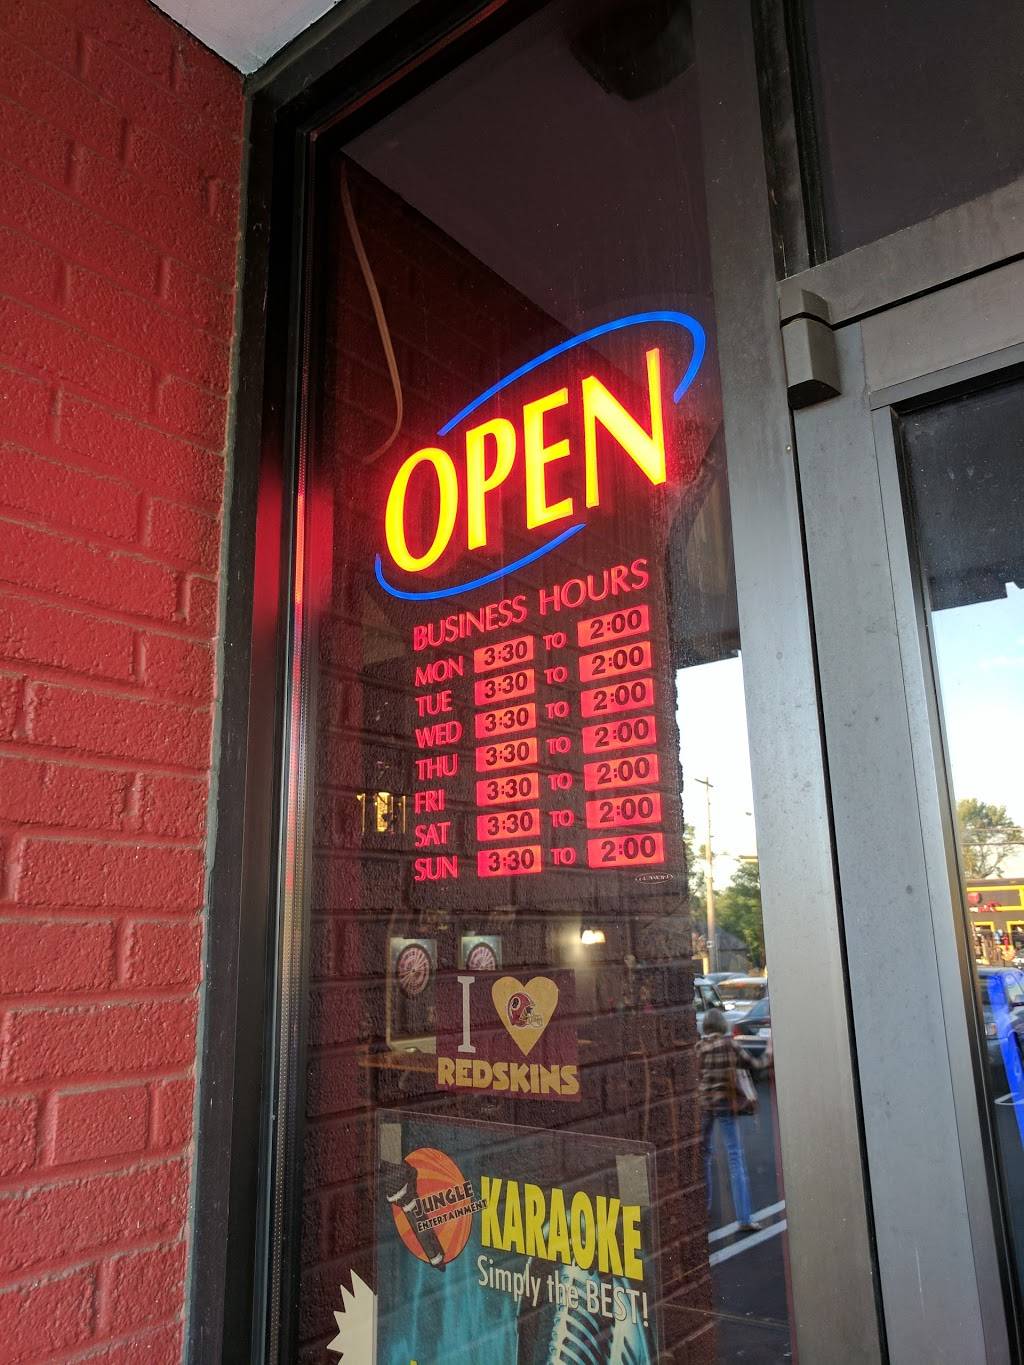 OPEN
BUSINESS HOURS
MON 3:30 TO 2:00
TUE 3:30 TO 2:00
WED 3:30 TO 2:00
THU 3:30 TO 2:00
FRI 3:30 TO 2:00
SAT 3:30 TO 2:00
SUN 3:30 TO 2:00
I
REDSKINS
JUNGLE
ENTERTAINMENT
KARAOKE
Simply the BEST!